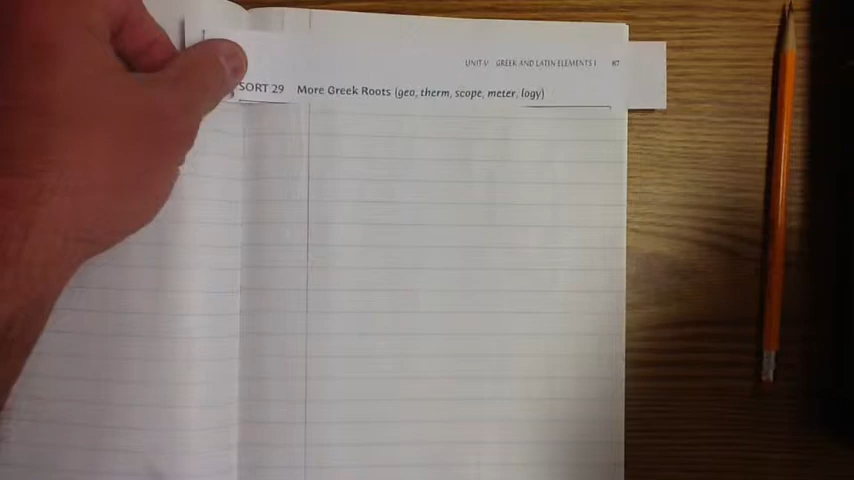 UNIT V GREEK AND LATIN ELEMENTS I 87
SORT 29 More Greek Roots (geo, therm, scope, meter, logy)